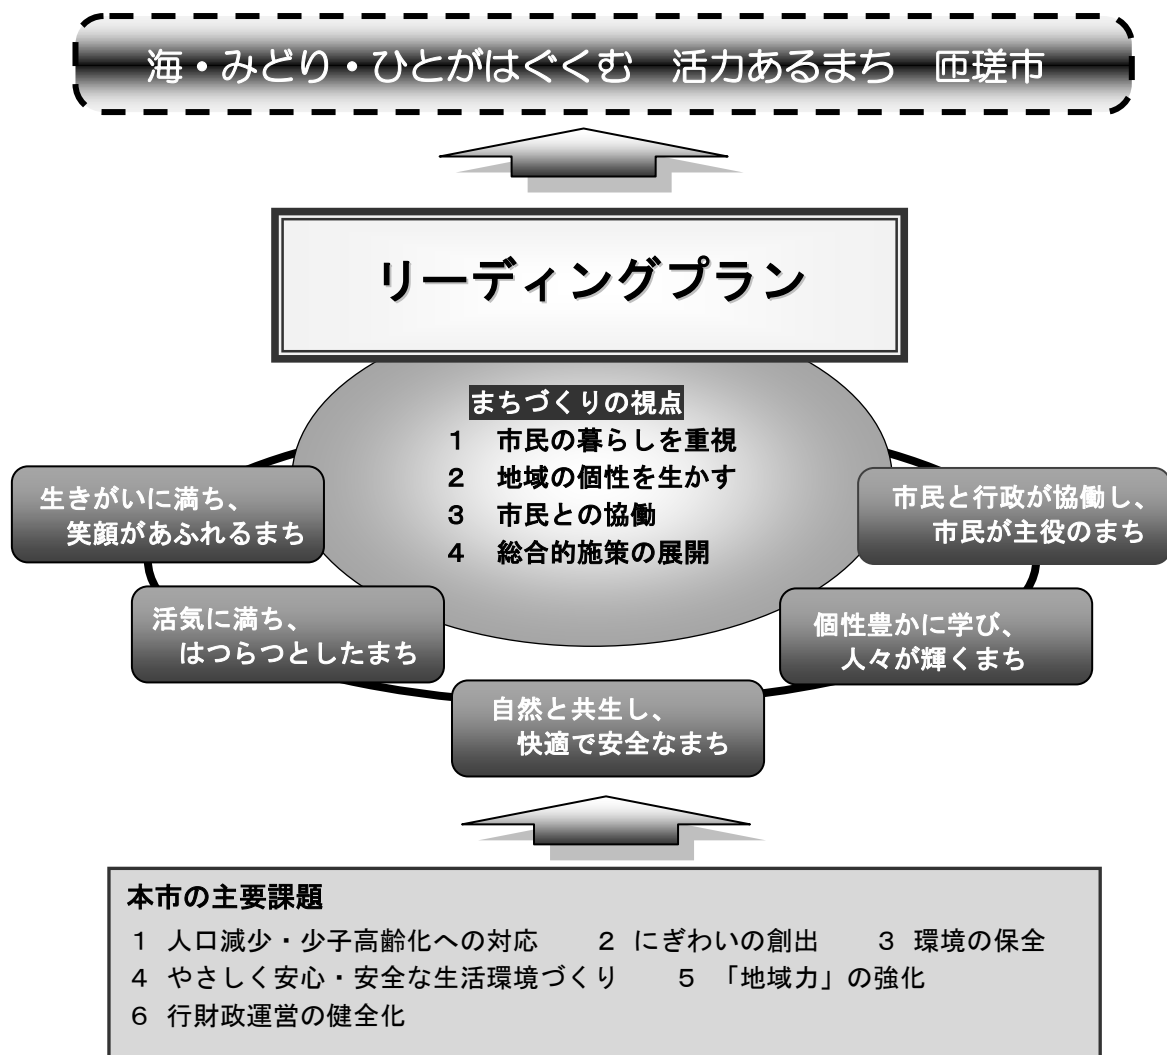 海・みどり・ひとがはぐくむ　活力あるまち　匝瑳市
リーディングプラン
まちづくりの視点
１　市民の暮らしを重視
２　地域の個性を生かす
３　市民との協働
４　総合的施策の展開
生きがいに満ち、
笑顔があふれるまち
市民と行政が協働し、
市民が主役のまち
活気に満ち、
はつらつとしたまち
個性豊かに学び、
人々が輝くまち
自然と共生し、
快適で安全なまち
本市の主要課題
１ 人口減少・少子高齢化への対応　　２ にぎわいの創出　　３ 環境の保全
４ やさしく安心・安全な生活環境づくり　　５ 「地域力」の強化
６ 行財政運営の健全化